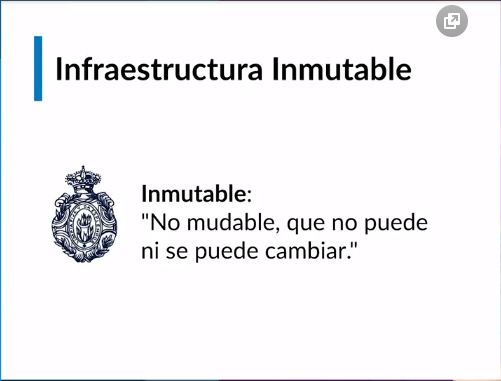 Infraestructura Inmutable
Inmutable:
"No mudable, que no puede
ni se puede cambiar."